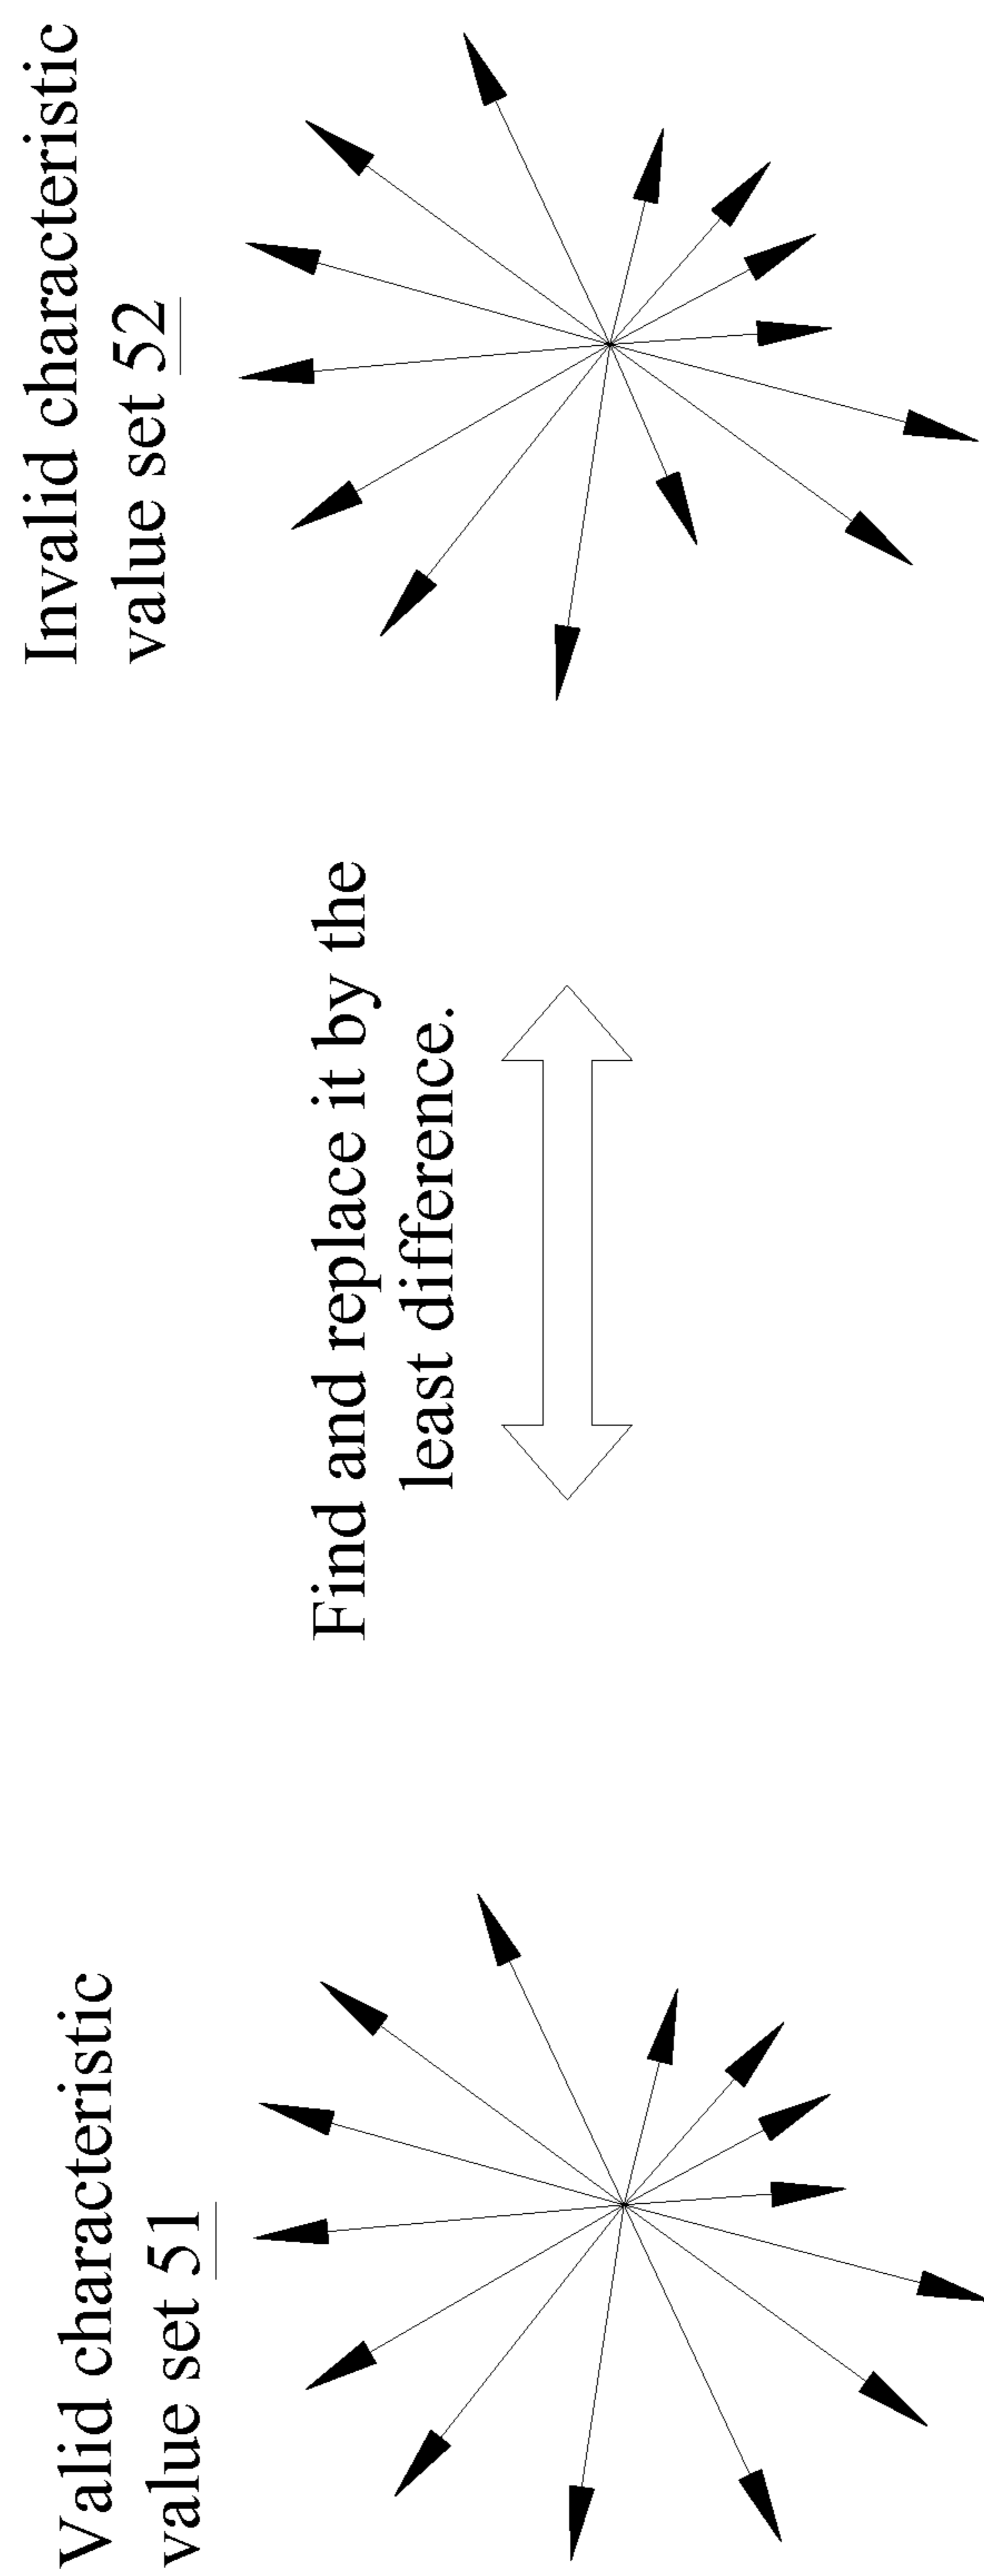 Valid characteristic
value set 51
Find and replace it by the
least difference.
Invalid characteristic
value set 52